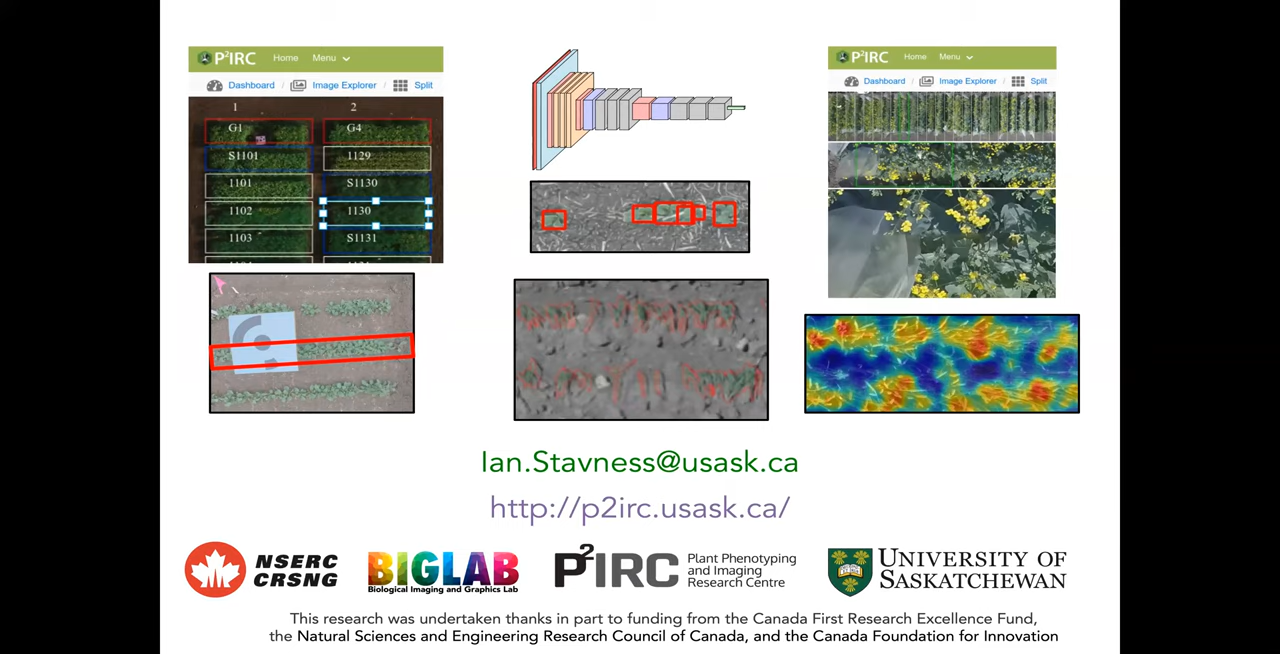 P²IRC Home Menu
Dashboard / Image Explorer / Split
1 2
G1 G4
S1101 1129
1101 S1130
1102 1130
1103 S1131
P²IRC Home Menu
Dashboard / Image Explorer / Split
Ian.Stavness@usask.ca
http://p2irc.usask.ca/
NSERC
CRSNG
BIGLAB
Biological Imaging and Graphics Lab
P²IRC
Plant Phenotyping
and Imaging
Research Centre
UNIVERSITY OF
SASKATCHEWAN
This research was undertaken thanks in part to funding from the Canada First Research Excellence Fund,
the Natural Sciences and Engineering Research Council of Canada, and the Canada Foundation for Innovation